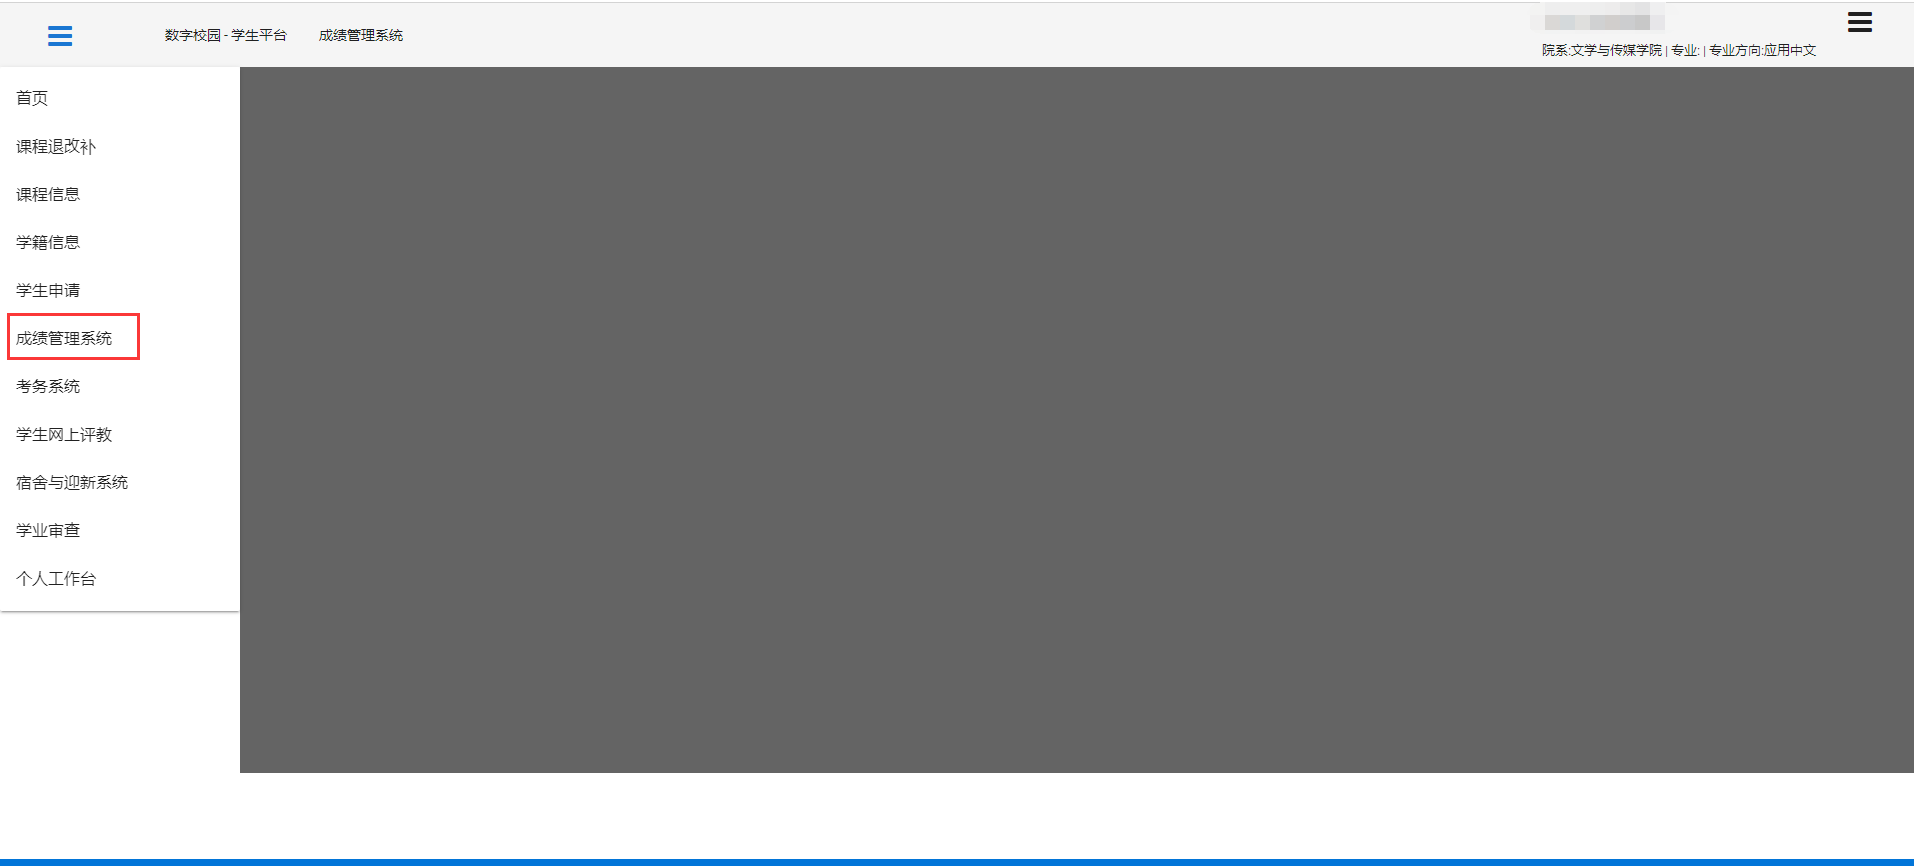 数字校园 - 学生平台 成绩管理系统
院系:文学与传媒学院 | 专业: | 专业方向:应用中文
首页
课程退改补
课程信息
学籍信息
学生申请
成绩管理系统
考务系统
学生网上评教
宿舍与迎新系统
学业审查
个人工作台